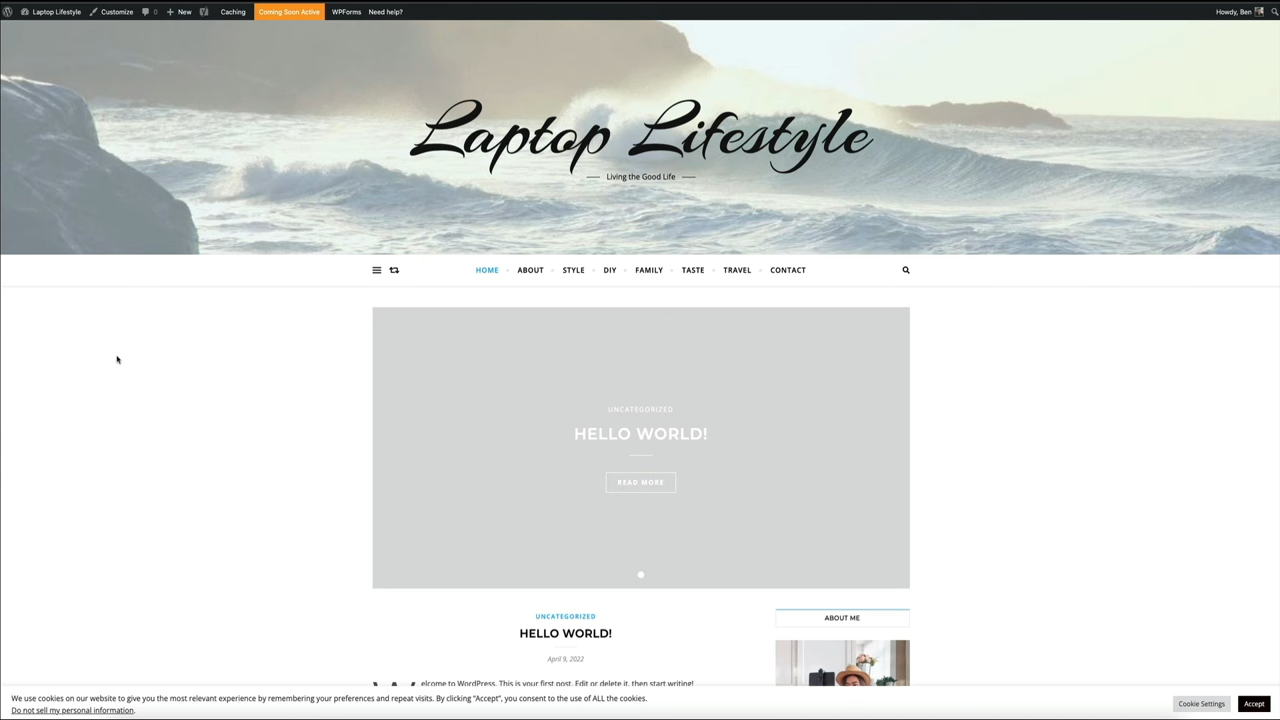 Laptop Lifestyle Customize 0 New Caching Coming Soon Active WPForms Need help? Howdy, Ben
Laptop Lifestyle
Living the Good Life
HOME ABOUT STYLE DIY FAMILY TASTE TRAVEL CONTACT
UNCATEGORIZED
HELLO WORLD!
READ MORE
UNCATEGORIZED
HELLO WORLD!
April 9, 2022
elcome to WordPress. This is your first post. Edit or delete it, then start writing!
ABOUT ME
We use cookies on our website to give you the most relevant experience by remembering your preferences and repeat visits. By clicking "Accept", you consent to the use of ALL the cookies.
Do not sell my personal information.
Cookie Settings Accept